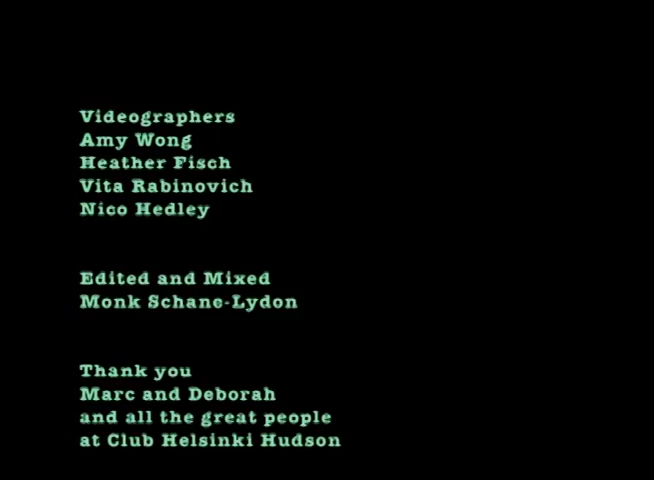 Videographers
Amy Wong
Heather Fisch
Vita Rabinovich
Nico Hedley
Edited and Mixed
Monk Schane-Lydon
Thank you
Marc and Deborah
and all the great people
at Club Helsinki Hudson